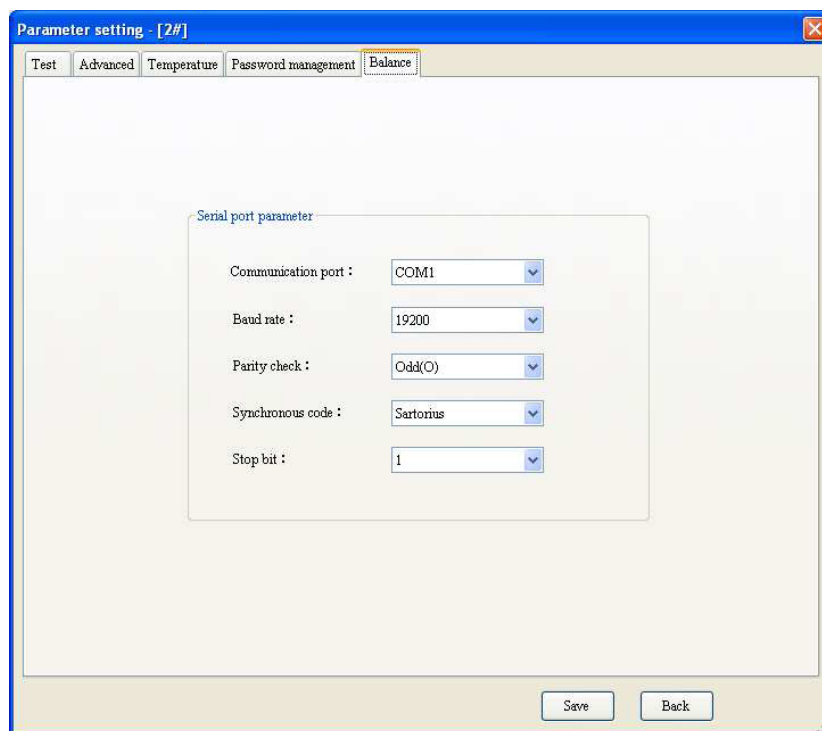 Parameter setting - [2#]
Test Advanced Temperature Password management Balance
Serial port parameter
Communication port: COM1
Baud rate: 19200
Parity check: Odd(O)
Synchronous code: Sartorius
Stop bit: 1
Save Back